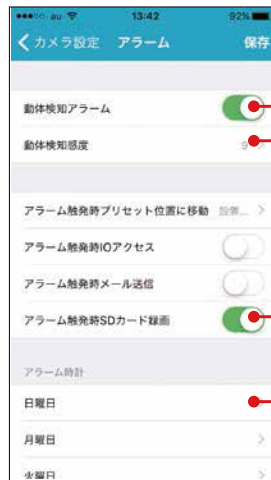 au 13:42 92%
カメラ設定 アラーム 保存
動体検知アラーム
動体検知感度 9
アラーム触発時プリセット位置に移動 設置...
アラーム触発時IOアクセス
アラーム触発時メール送信
アラーム触発時SDカード録画
アラーム時計
日曜日
月曜日
火曜日